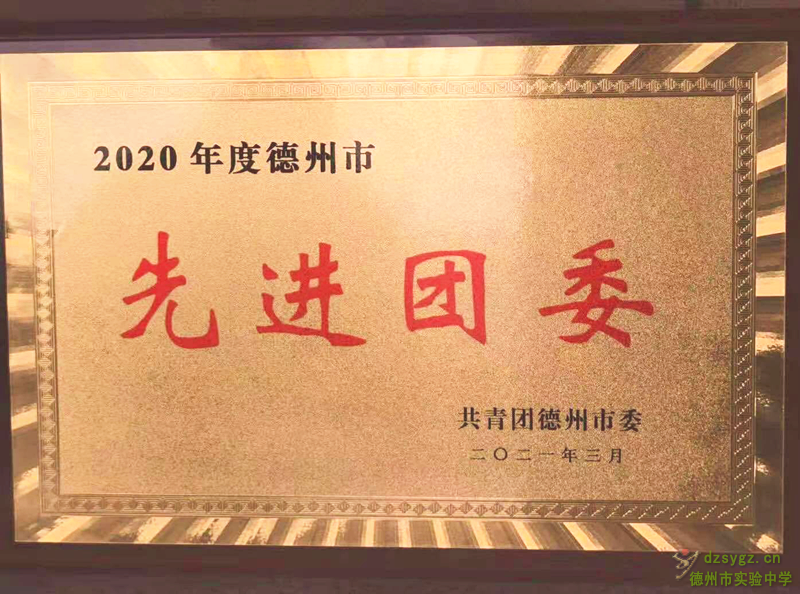 2020年度德州市
先进团委
共青团德州市委
二〇二一年三月
dzsygz.cn
德州市实验中学